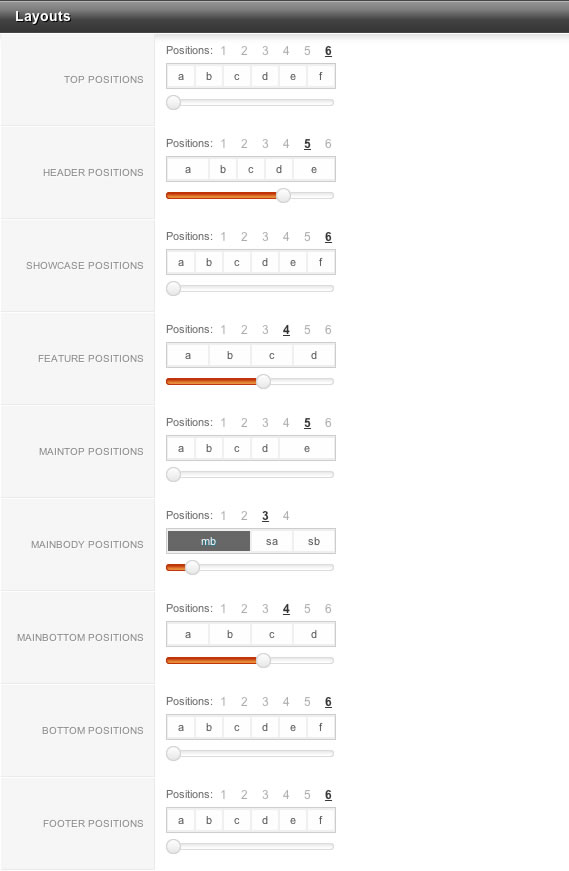 Layouts
Positions: 1 2 3 4 5 6
a b c d e f
TOP POSITIONS
Positions: 1 2 3 4 5 6
a b c d e
HEADER POSITIONS
Positions: 1 2 3 4 5 6
a b c d e f
SHOWCASE POSITIONS
Positions: 1 2 3 4 5 6
a b c d
FEATURE POSITIONS
Positions: 1 2 3 4 5 6
a b c d e
MAINTOP POSITIONS
Positions: 1 2 3 4
mb sa sb
MAINBODY POSITIONS
Positions: 1 2 3 4 5 6
a b c d
MAINBOTTOM POSITIONS
Positions: 1 2 3 4 5 6
a b c d e f
BOTTOM POSITIONS
Positions: 1 2 3 4 5 6
a b c d e f
FOOTER POSITIONS